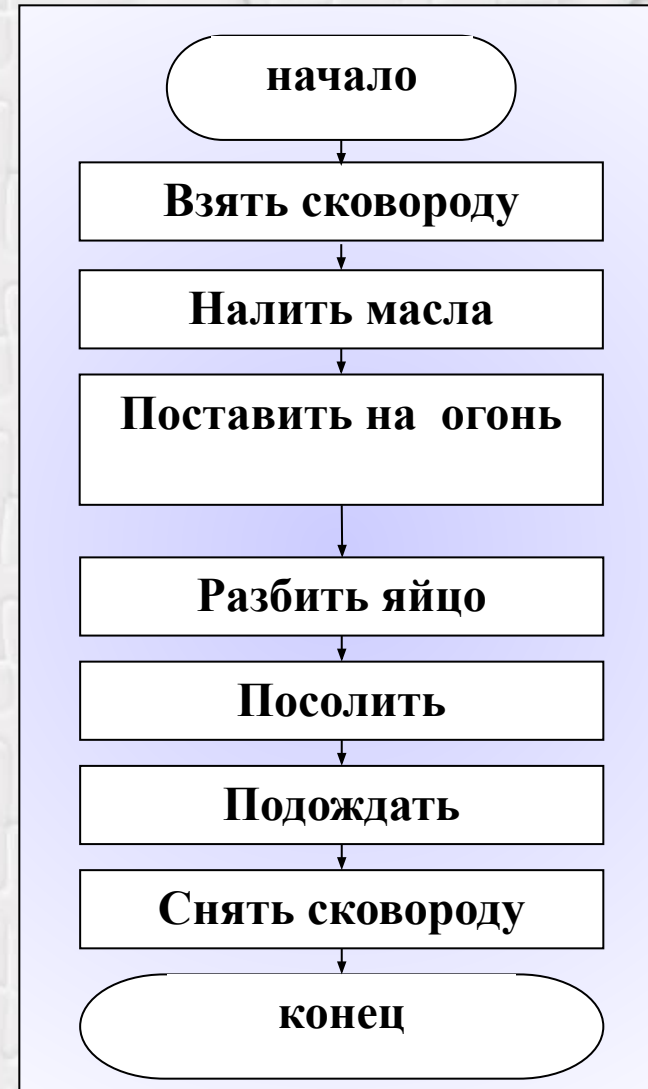 начало
Взять сковороду
Налить масла
Поставить на огонь
Разбить яйцо
Посолить
Подождать
Снять сковороду
конец